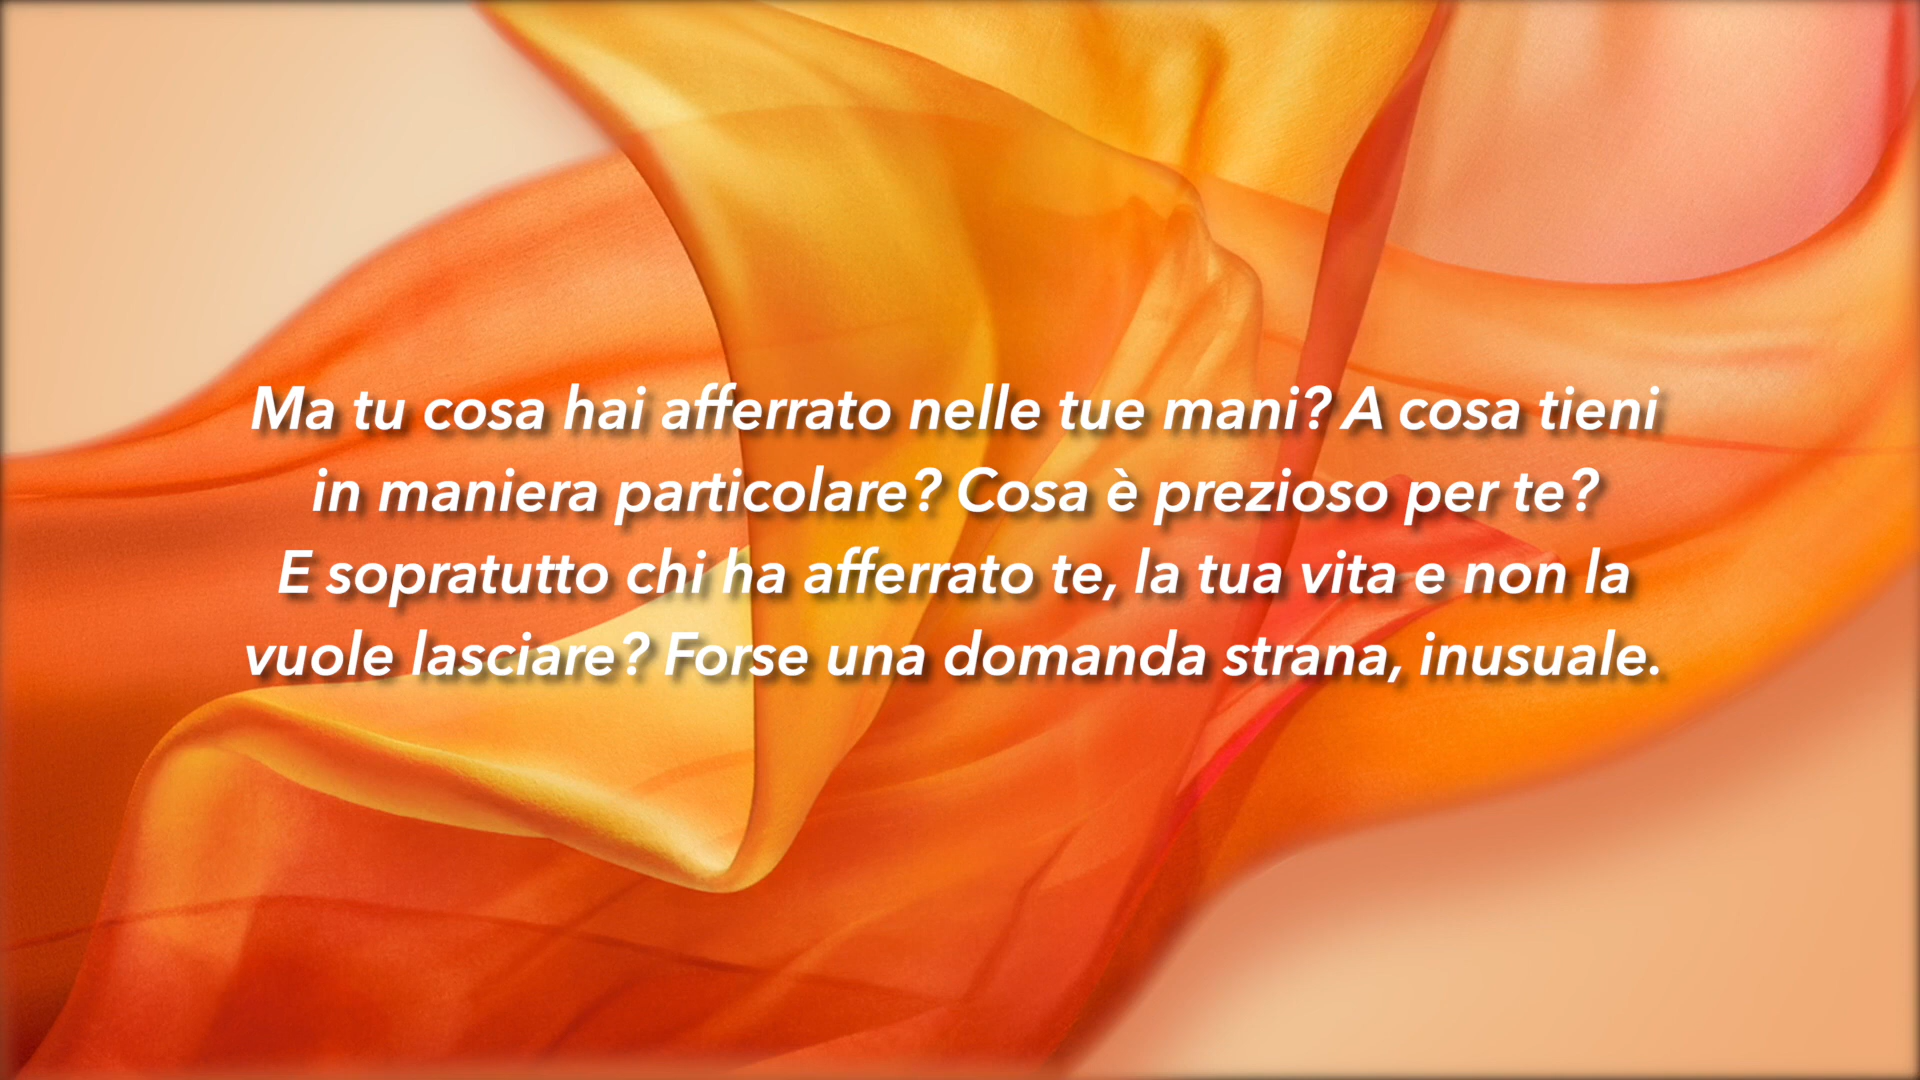 Ma tu cosa hai afferrato nelle tue mani? A cosa tieni
in maniera particolare? Cosa è prezioso per te?
E sopratutto chi ha afferrato te, la tua vita e non la
vuole lasciare? Forse una domanda strana, inusuale.